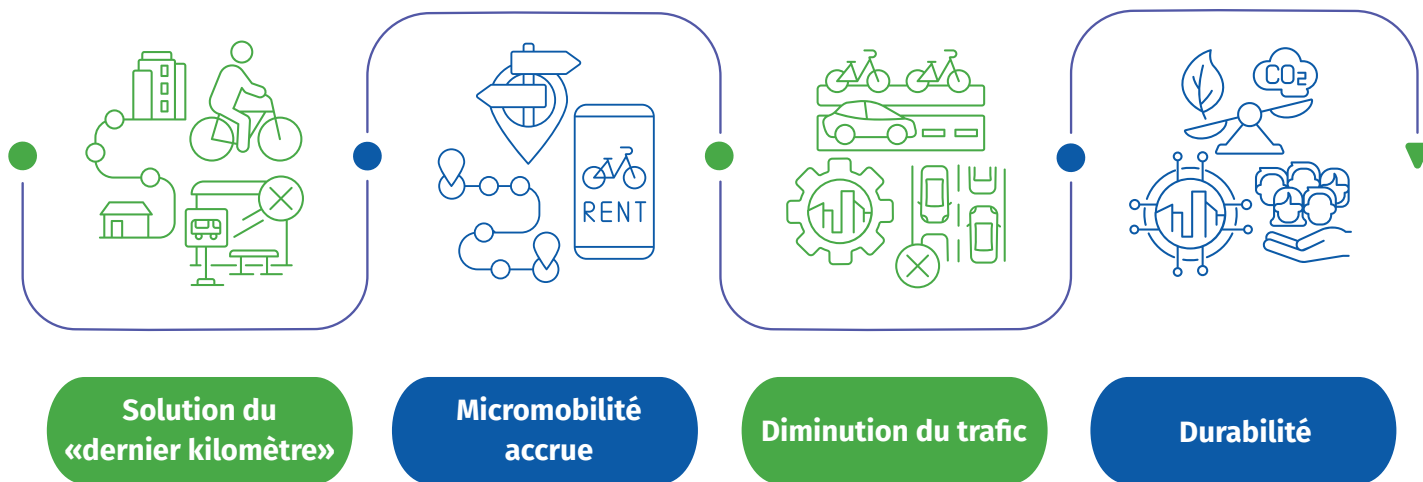 CO₂
RENT
Solution du
«dernier kilomètre»
Micromobilité
accrue
Diminution du trafic
Durabilité